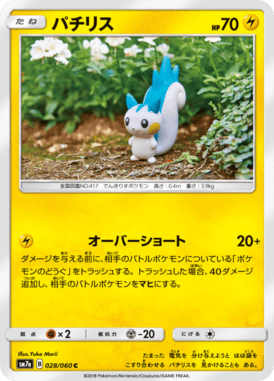 たね パチリス HP70
全国図鑑NO.417 でんきりすポケモン 高さ：0.4m 重さ：3.9kg
オーバーショート 20+
ダメージを与える前に、相手のバトルポケモンについている「ポケ
モンのどうぐ」をトラッシュする。トラッシュした場合、40ダメージ
追加し、相手のバトルポケモンをマヒにする。
弱点 ×2 抵抗力 -20 にげる
Illus.Yuka Morii
sm7a D 028/060 C
たまった 電気を 分け与えようと ほほ袋を
こすり合わせる パチリスを 見かけることも ある。
©2018 Pokémon/Nintendo/Creatures/GAME FREAK.